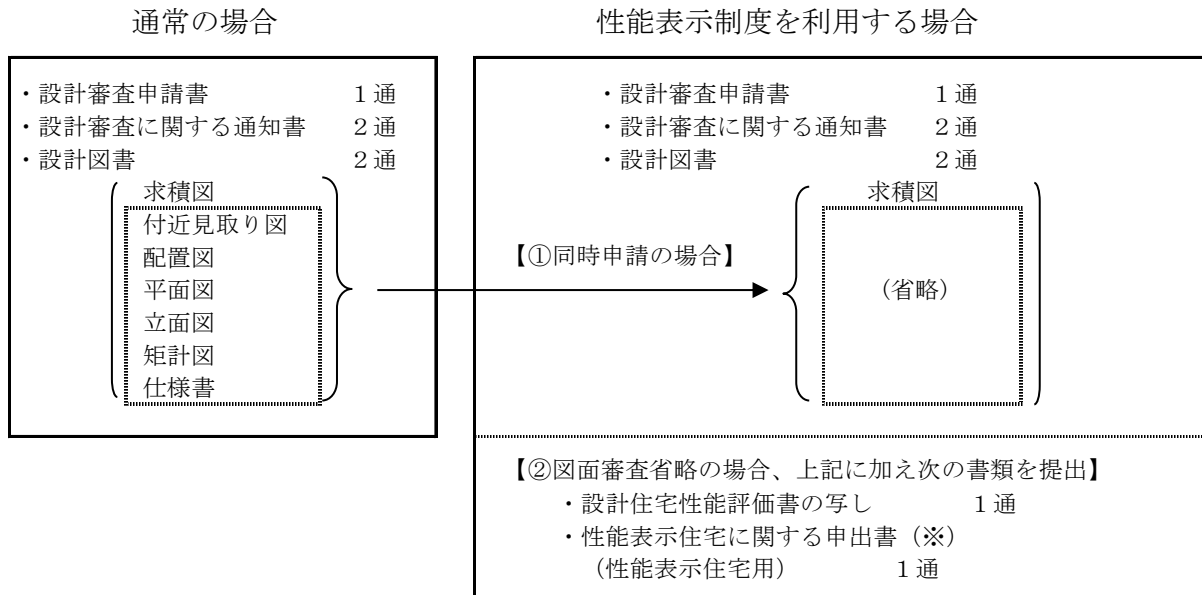 通常の場合
・設計審査申請書 1通
・設計審査に関する通知書 2通
・設計図書 2通
求積図
付近見取り図
配置図
平面図
立面図
矩計図
仕様書
性能表示制度を利用する場合
・設計審査申請書 1通
・設計審査に関する通知書 2通
・設計図書 2通
求積図
【①同時申請の場合】
（省略）
【②図面審査省略の場合、上記に加え次の書類を提出】
・設計住宅性能評価書の写し 1通
・性能表示住宅に関する申出書（※）
（性能表示住宅用） 1通